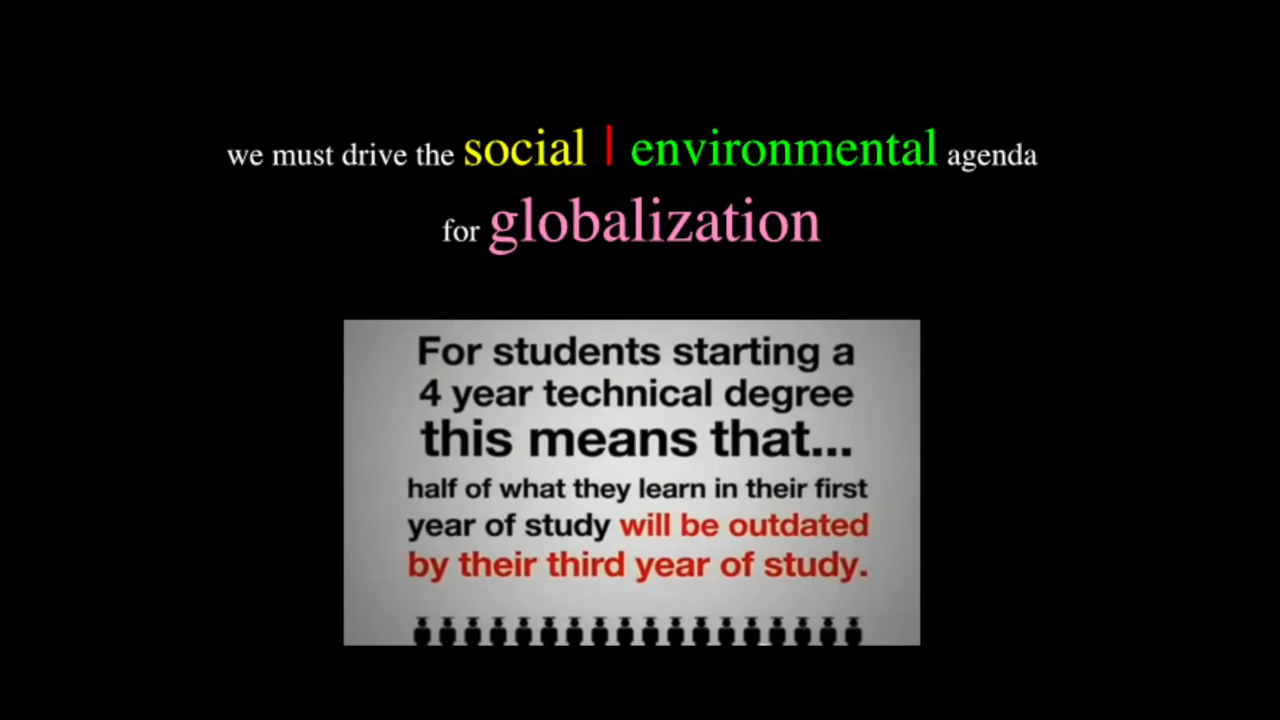 we must drive the social | environmental agenda
for globalization
For students starting a
4 year technical degree
this means that...
half of what they learn in their first
year of study will be outdated
by their third year of study.